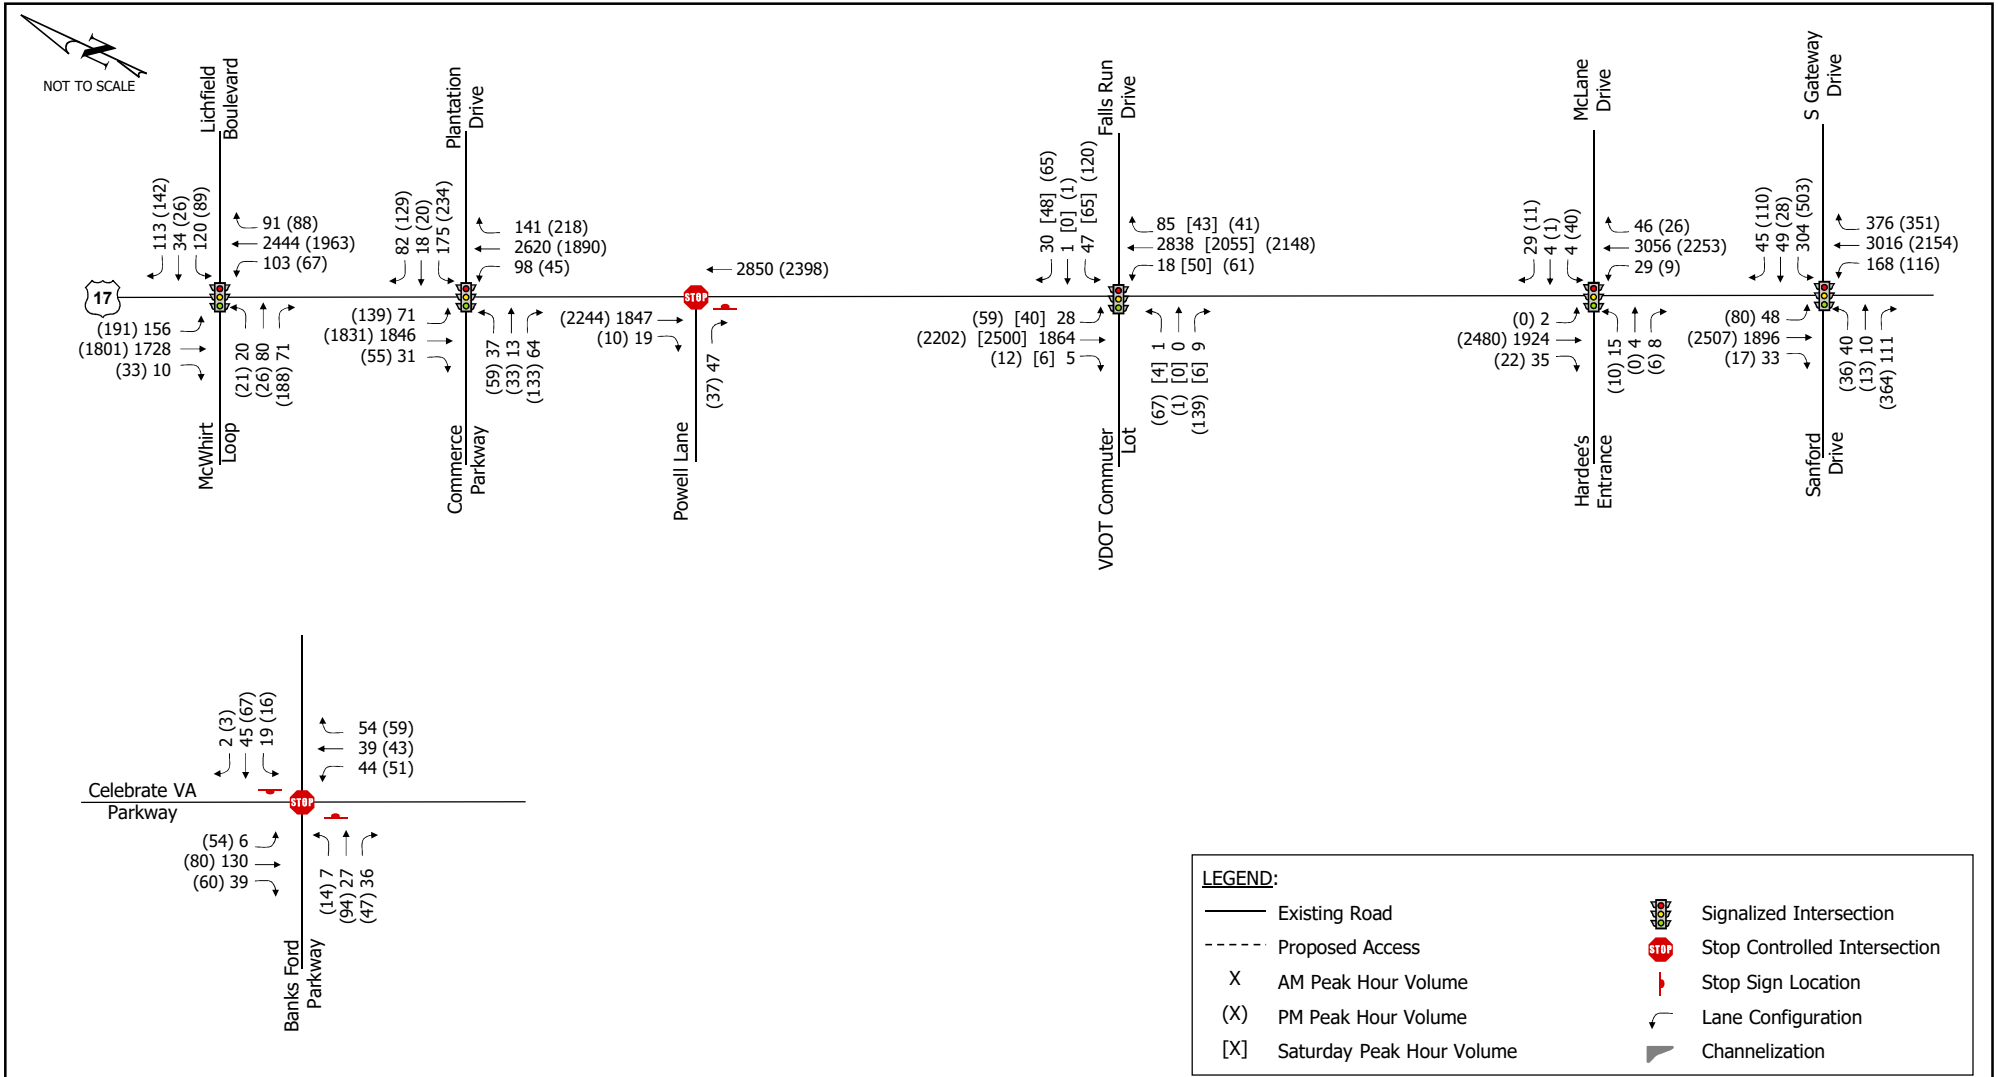 N
NOT TO SCALE
Lichfield
Boulevard
113 (142)
34 (26)
120 (89)
91 (88)
2444 (1963)
103 (67)
17
(191) 156
(1801) 1728
(33) 10
(21) 20
(26) 80
(188) 71
McWhirt
Loop
Plantation
Drive
82 (129)
18 (20)
175 (234)
141 (218)
2620 (1890)
98 (45)
(139) 71
(1831) 1846
(55) 31
(59) 37
(33) 13
(133) 64
Commerce
Parkway
2850 (2398)
STOP
(2244) 1847
(10) 19
(37) 47
Powell Lane
Falls Run
Drive
30 [48] (65)
1 [0] (1)
47 [65] (120)
85 [43] (41)
2838 [2055] (2148)
18 [50] (61)
(59) [40] 28
(2202) [2500] 1864
(12) [6] 5
(67) [4] 1
(1) [0] 0
(139) [6] 9
VDOT Commuter
Lot
McLane
Drive
29 (11)
4 (1)
4 (40)
46 (26)
3056 (2253)
29 (9)
(0) 2
(2480) 1924
(22) 35
(10) 15
(0) 4
(6) 8
Hardee's
Entrance
S Gateway
Drive
45 (110)
49 (28)
304 (503)
376 (351)
3016 (2154)
168 (116)
(80) 48
(2507) 1896
(17) 33
(36) 40
(13) 10
(364) 111
Sanford
Drive
2 (3)
45 (67)
19 (16)
54 (59)
39 (43)
44 (51)
Celebrate VA
Parkway
STOP
(54) 6
(80) 130
(60) 39
(14) 7
(94) 27
(47) 36
Banks Ford
Parkway
LEGEND:
Existing Road
Proposed Access
X AM Peak Hour Volume
(X) PM Peak Hour Volume
[X] Saturday Peak Hour Volume
Signalized Intersection
STOP Stop Controlled Intersection
Stop Sign Location
Lane Configuration
Channelization